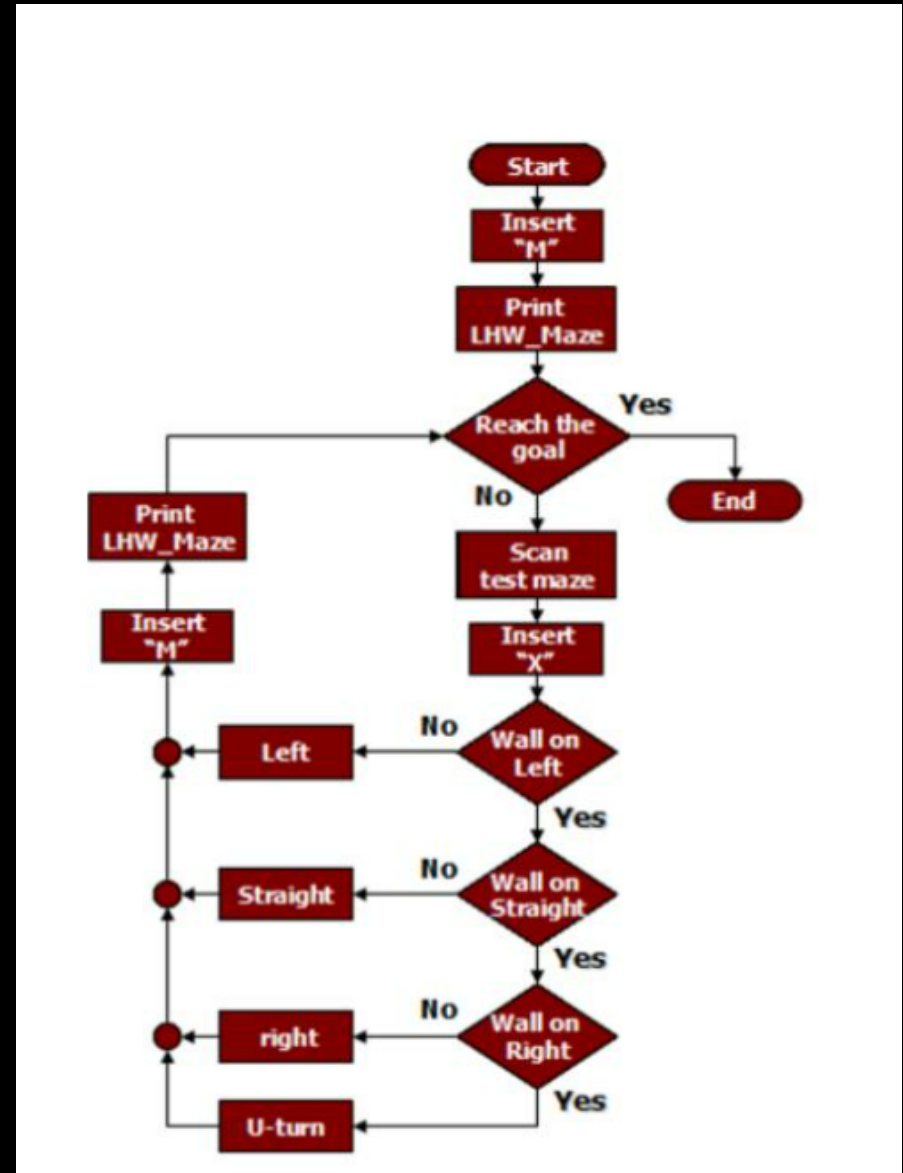 Start
Insert
“M”
Print
LHW_Maze
Reach the
goal
Yes
End
No
Scan
test maze
Insert
“X”
Wall on
Left
No
Left
Yes
Wall on
Straight
No
Straight
Yes
Wall on
Right
No
right
Yes
U-turn
Insert
“M”
Print
LHW_Maze